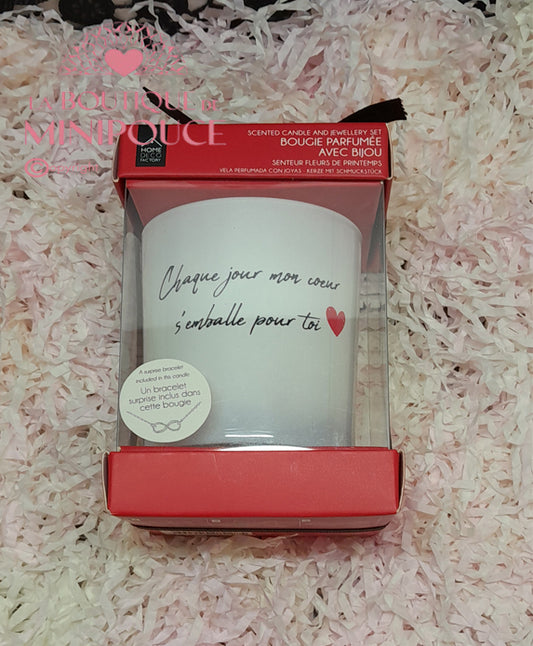 LA BOUTIQUE DE
MINIPOUCE
HOME
DECO
FACTORY
SCENTED CANDLE AND JEWELLERY SET
BOUGIE PARFUMÉE
AVEC BIJOU
SENTEUR FLEURS DE PRINTEMPS
VELA PERFUMADA CON JOYAS - KERZE MIT SCHMUCKSTÜCK
Chaque jour mon coeur
s'emballe pour toi
A surprise bracelet
included in this candle
Un bracelet
surprise inclus dans
cette bougie